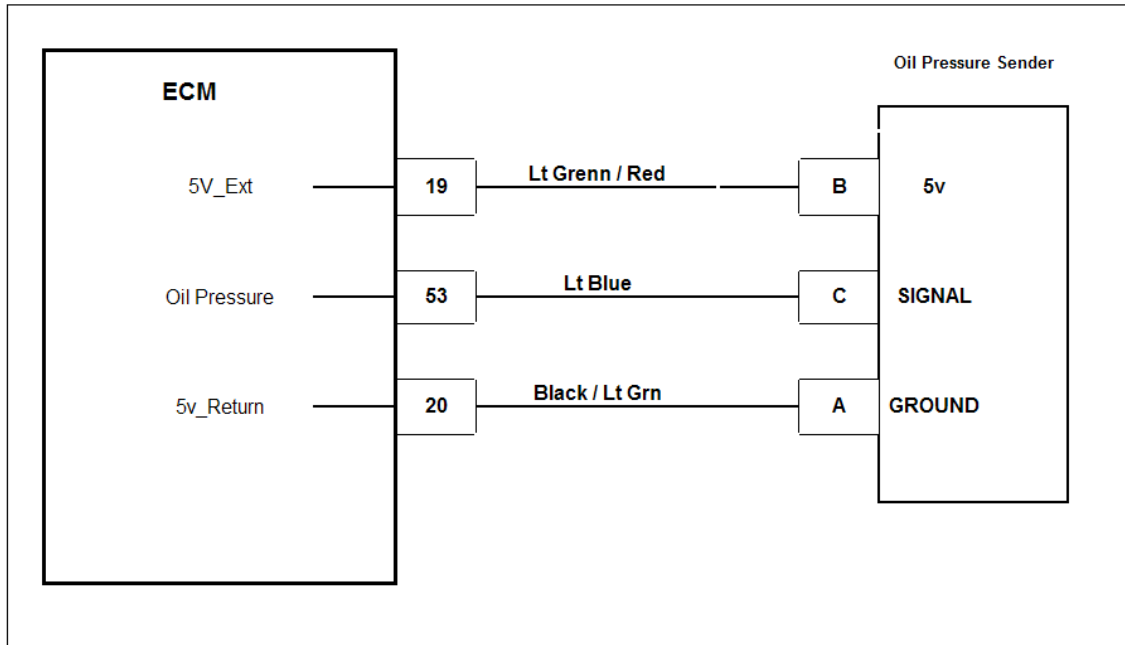 Oil Pressure Sender
ECM
5V_Ext
19
Lt Grenn / Red
B
5v
Oil Pressure
53
Lt Blue
C
SIGNAL
5v_Return
20
Black / Lt Grn
A
GROUND